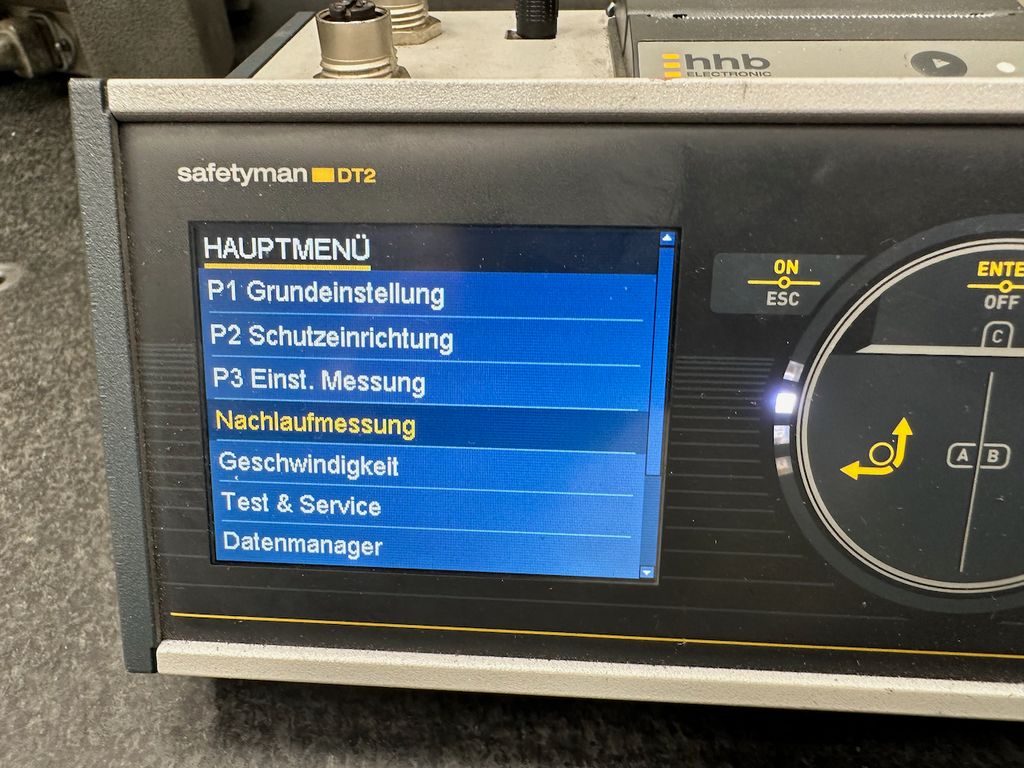 hhb
ELECTRONIC
safetyman DT2
HAUPTMENÜ
P1 Grundeinstellung
P2 Schutzeinrichtung
P3 Einst. Messung
Nachlaufmessung
Geschwindigkeit
Test & Service
Datenmanager
ON
ESC
ENTE
OFF
C
A B